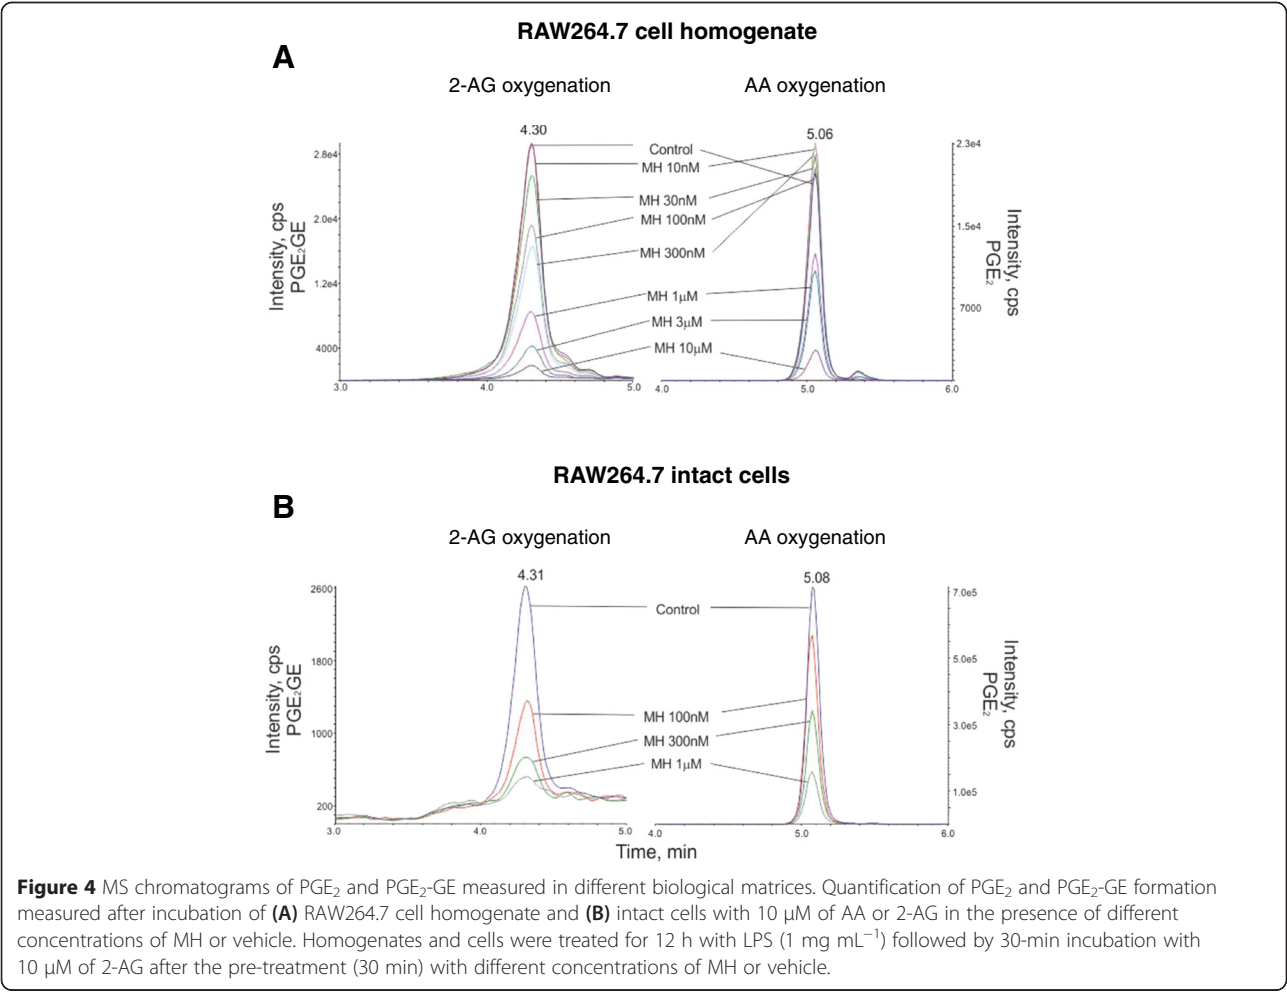 RAW264.7 cell homogenate
A
2-AG oxygenation
AA oxygenation
4.30
5.06
Control
MH 10nM
MH 30nM
MH 100nM
MH 300nM
MH 1µM
MH 3µM
MH 10µM
2.8e4
2.0e4
1.2e4
4000
Intensity, cps
PGE₂GE
3.0
4.0
5.0
2.3e4
1.5e4
7000
Intensity, cps
PGE₂
4.0
5.0
6.0
RAW264.7 intact cells
B
2-AG oxygenation
AA oxygenation
4.31
5.08
Control
MH 100nM
MH 300nM
MH 1µM
2600
1800
1000
200
Intensity, cps
PGE₂GE
3.0
4.0
5.0
7.0e5
5.0e5
3.0e5
1.0e5
Intensity, cps
PGE₂
4.0
5.0
6.0
Time, min
Figure 4 MS chromatograms of PGE₂ and PGE₂-GE measured in different biological matrices. Quantification of PGE₂ and PGE₂-GE formation
measured after incubation of (A) RAW264.7 cell homogenate and (B) intact cells with 10 µM of AA or 2-AG in the presence of different
concentrations of MH or vehicle. Homogenates and cells were treated for 12 h with LPS (1 mg mL⁻¹) followed by 30-min incubation with
10 µM of 2-AG after the pre-treatment (30 min) with different concentrations of MH or vehicle.